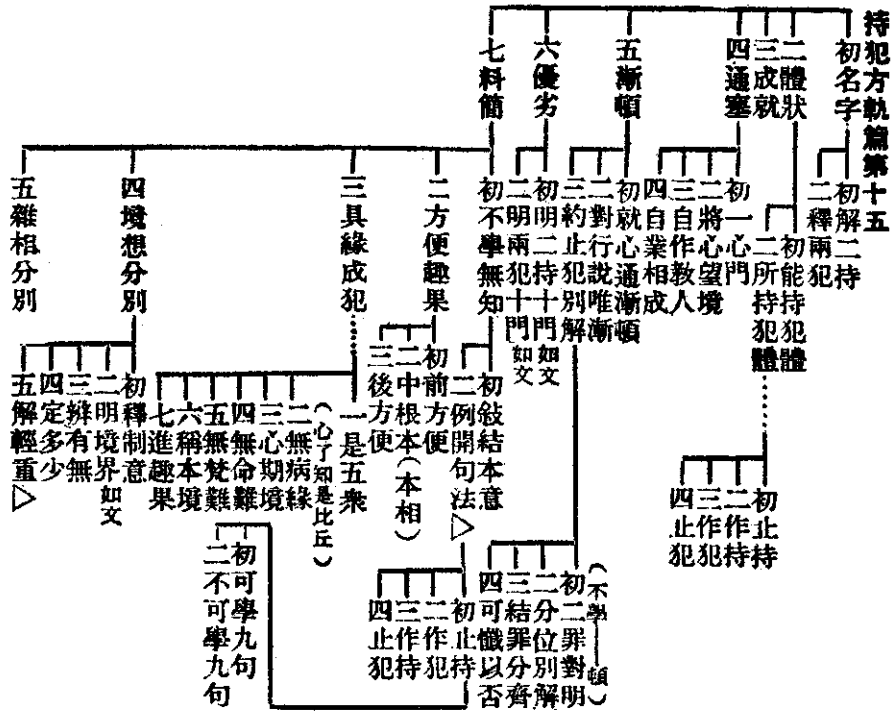 持犯方軌篇第十五
初名字
二體狀
三成就
四通塞
五漸頓
六優劣
七料簡
初解二持
二釋兩犯
初能持犯體
二所持犯體
初一心門
二將心望境
三自作教人
四自業相成
初就心通漸頓
二對行說唯漸
三約止犯別解
初明二持十門如文
二明兩犯十門如文
初不學無知
二方便趣果
三具緣成犯
四境想分別
五雜相分別
初止持
二作持
三作犯
四止犯
(不學——頓)
初二罪對明
二分位別解
三結罪分齊
四可懺以否
初敍結本意
二例開句法▷
初前方便
二中根本(本相)
三後方便
一是五衆
(心了知是比丘)
二無病緣
三心期境
四無命難
五無梵難
六稱本境
七進趣果
初釋制意
二明境界如文
三辨有無
四定多少
五解輕重▷
初止持
二作犯
三作持
四止犯
初可學九句
二不可學九句